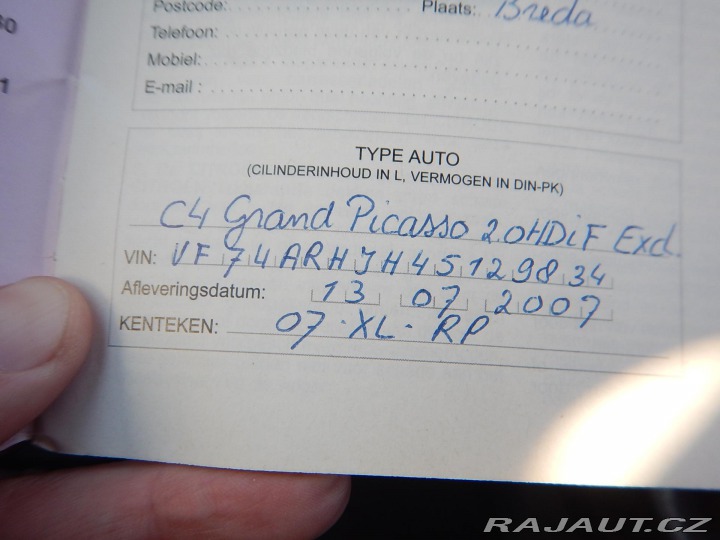 Postcode: Plaats: Breda
Telefoon:
Mobiel:
E-mail :
TYPE AUTO
(CILINDERINHOUD IN L, VERMOGEN IN DIN-PK)
C4 Grand Picasso 2.0HDiF Excl.
VIN: VF74ARHJH45129834
Afleveringsdatum: 13 07 2007
KENTEKEN: 07-XL-RP
RAJAUT.CZ